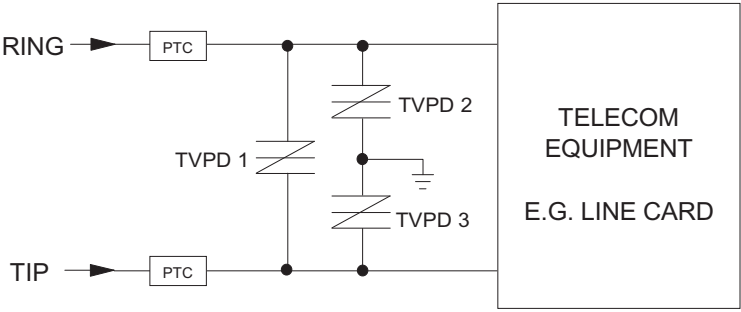 RING
PTC
TVPD 2
TVPD 1
TELECOM
EQUIPMENT
E.G. LINE CARD
TVPD 3
TIP
PTC